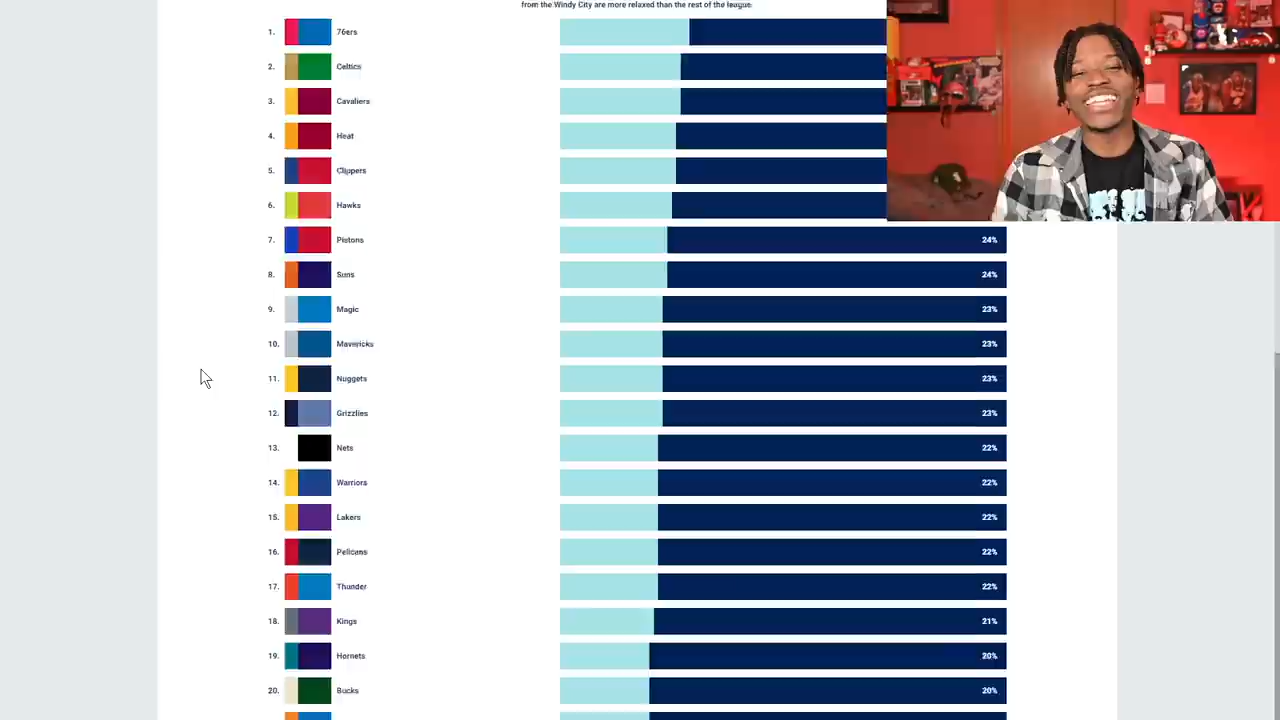 from the Windy City are more relaxed than the rest of the league.
1. 76ers
2. Celtics
3. Cavaliers
4. Heat
5. Clippers
6. Hawks
7. Pistons 24%
8. Suns 24%
9. Magic 23%
10. Mavericks 23%
11. Nuggets 23%
12. Grizzlies 23%
13. Nets 22%
14. Warriors 22%
15. Lakers 22%
16. Pelicans 22%
17. Thunder 22%
18. Kings 21%
19. Hornets 20%
20. Bucks 20%